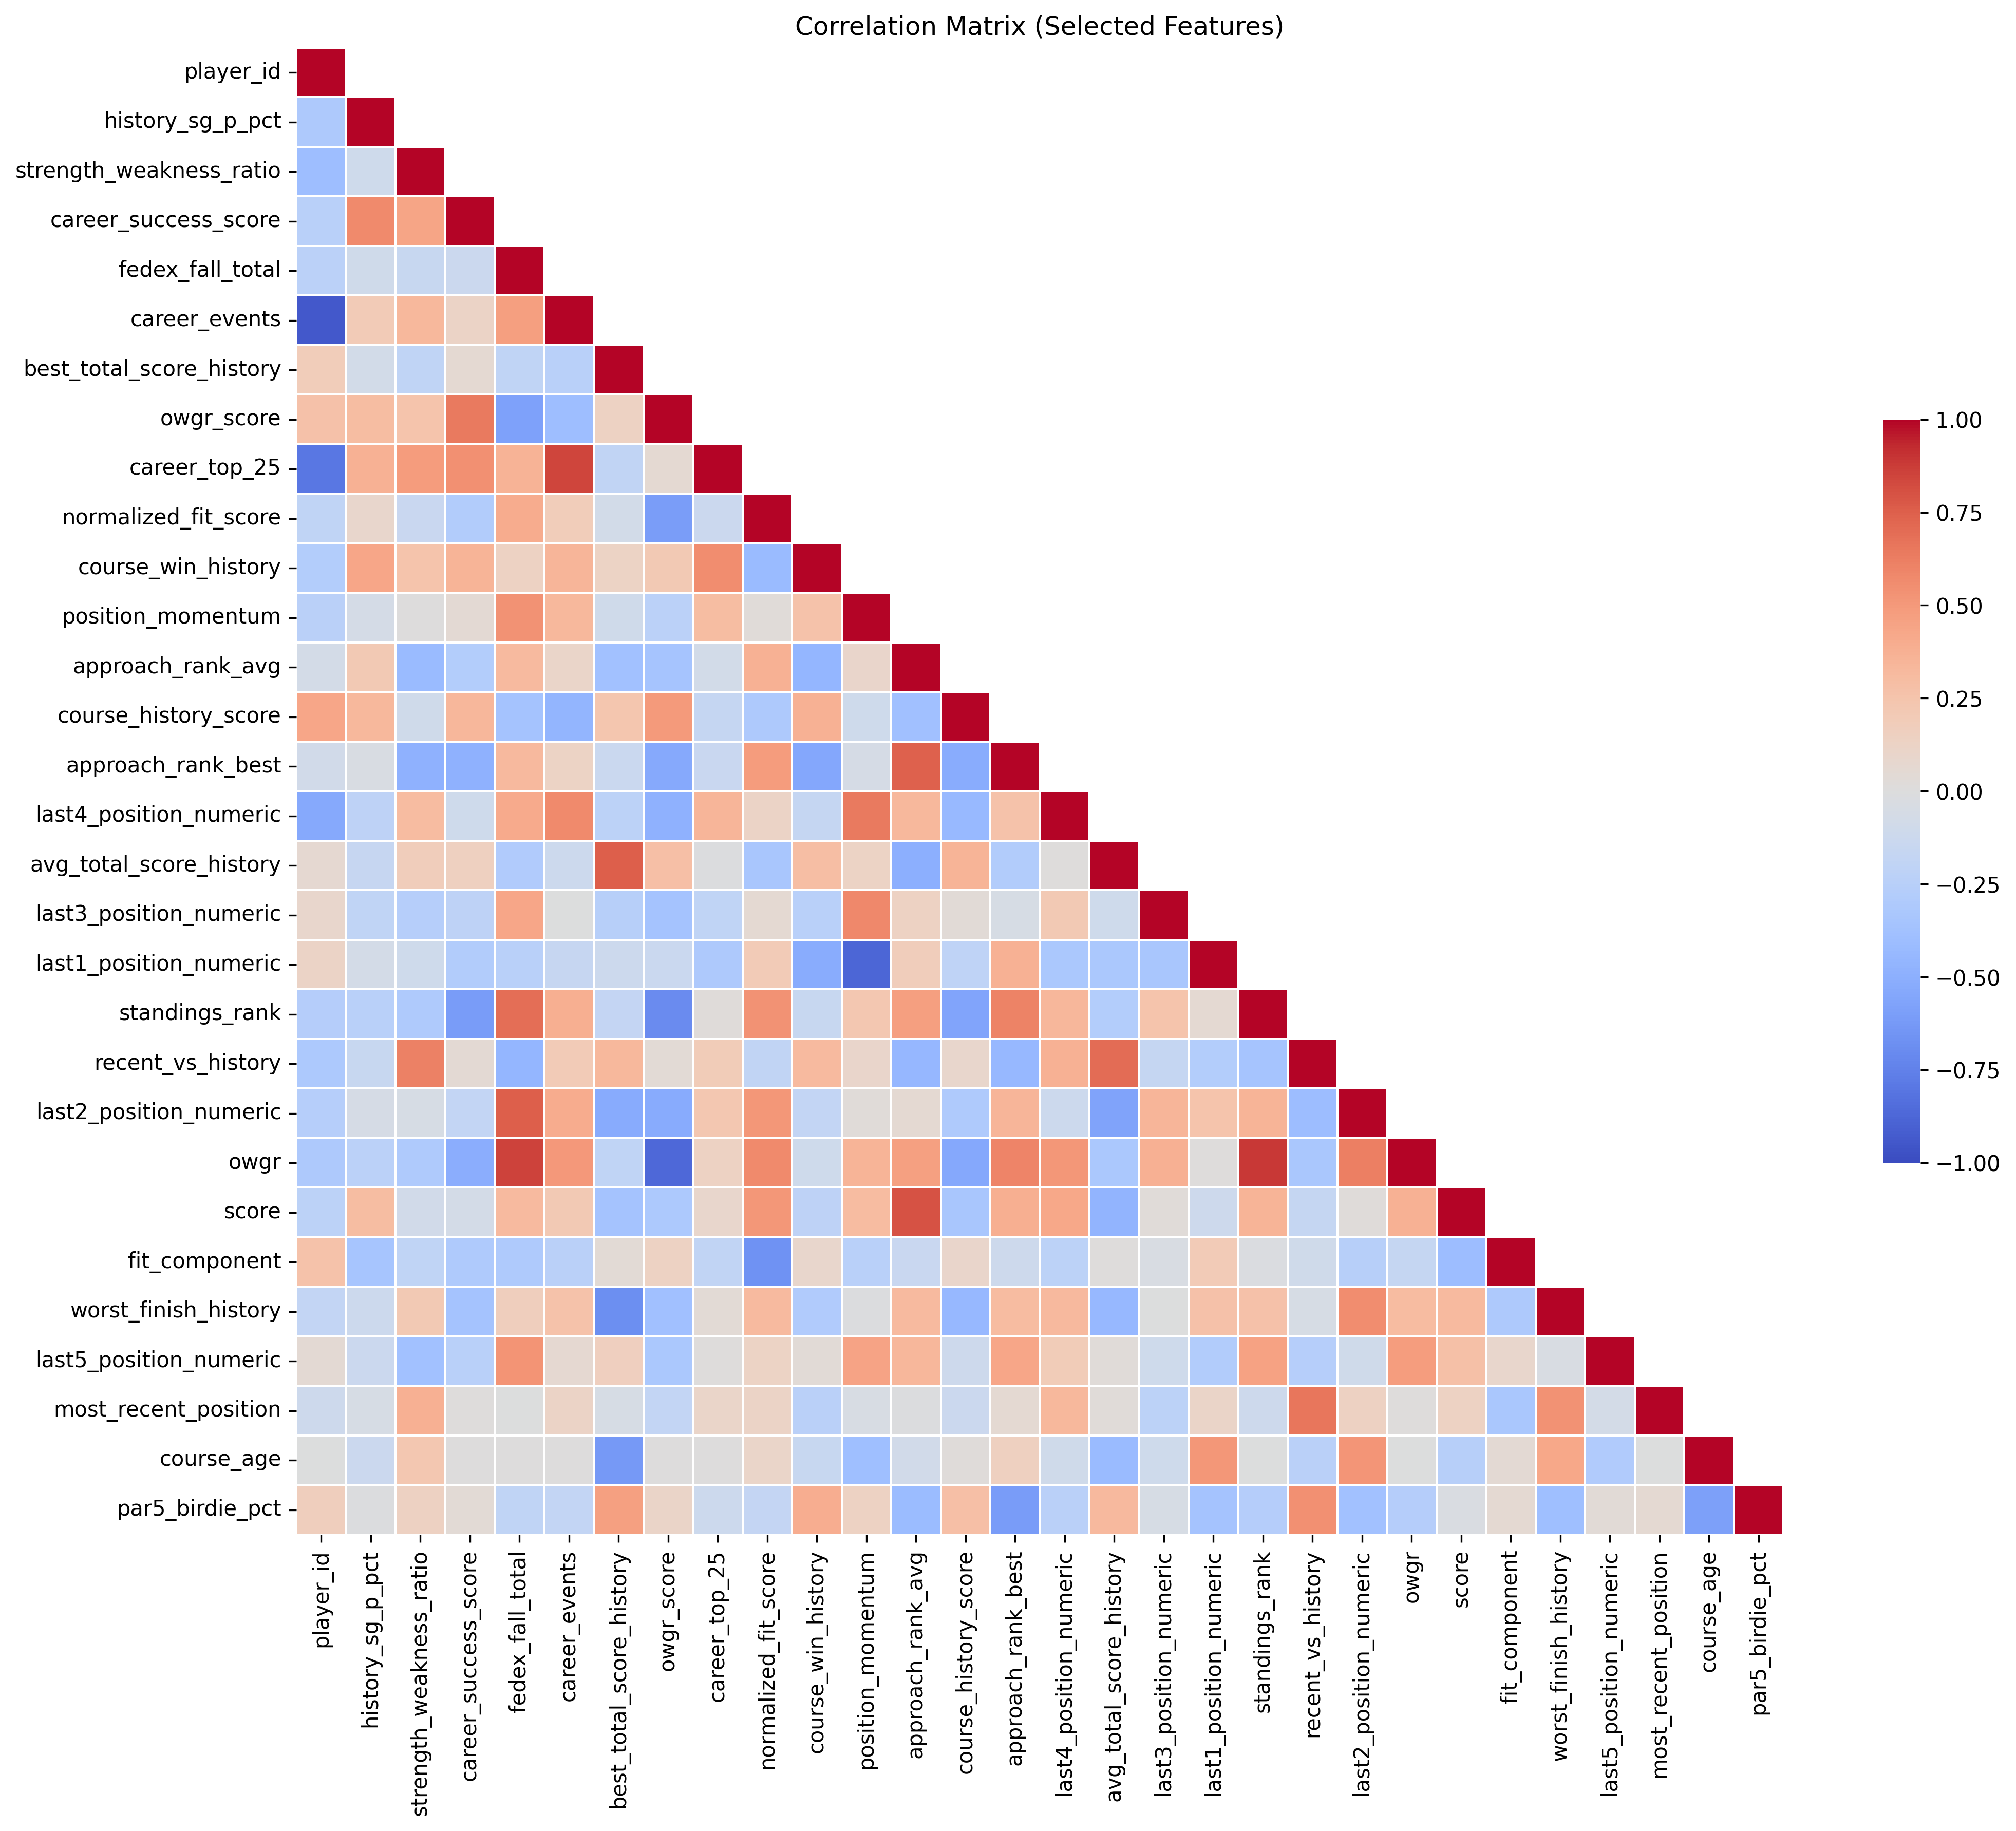 Correlation Matrix (Selected Features)
player_id
history_sg_p_pct
strength_weakness_ratio
career_success_score
fedex_fall_total
career_events
best_total_score_history
owgr_score
career_top_25
normalized_fit_score
course_win_history
position_momentum
approach_rank_avg
course_history_score
approach_rank_best
last4_position_numeric
avg_total_score_history
last3_position_numeric
last1_position_numeric
standings_rank
recent_vs_history
last2_position_numeric
owgr
score
fit_component
worst_finish_history
last5_position_numeric
most_recent_position
course_age
par5_birdie_pct
player_id
history_sg_p_pct
strength_weakness_ratio
career_success_score
fedex_fall_total
career_events
best_total_score_history
owgr_score
career_top_25
normalized_fit_score
course_win_history
position_momentum
approach_rank_avg
course_history_score
approach_rank_best
last4_position_numeric
avg_total_score_history
last3_position_numeric
last1_position_numeric
standings_rank
recent_vs_history
last2_position_numeric
owgr
score
fit_component
worst_finish_history
last5_position_numeric
most_recent_position
course_age
par5_birdie_pct
1.00
0.75
0.50
0.25
0.00
−0.25
−0.50
−0.75
−1.00